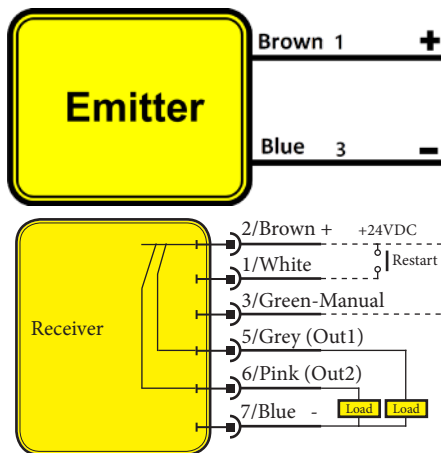 Brown 1 +
Emitter
Blue 3 -
2/Brown + +24VDC
1/White Restart
3/Green-Manual
Receiver
5/Grey (Out1)
6/Pink (Out2)
Load Load
7/Blue -